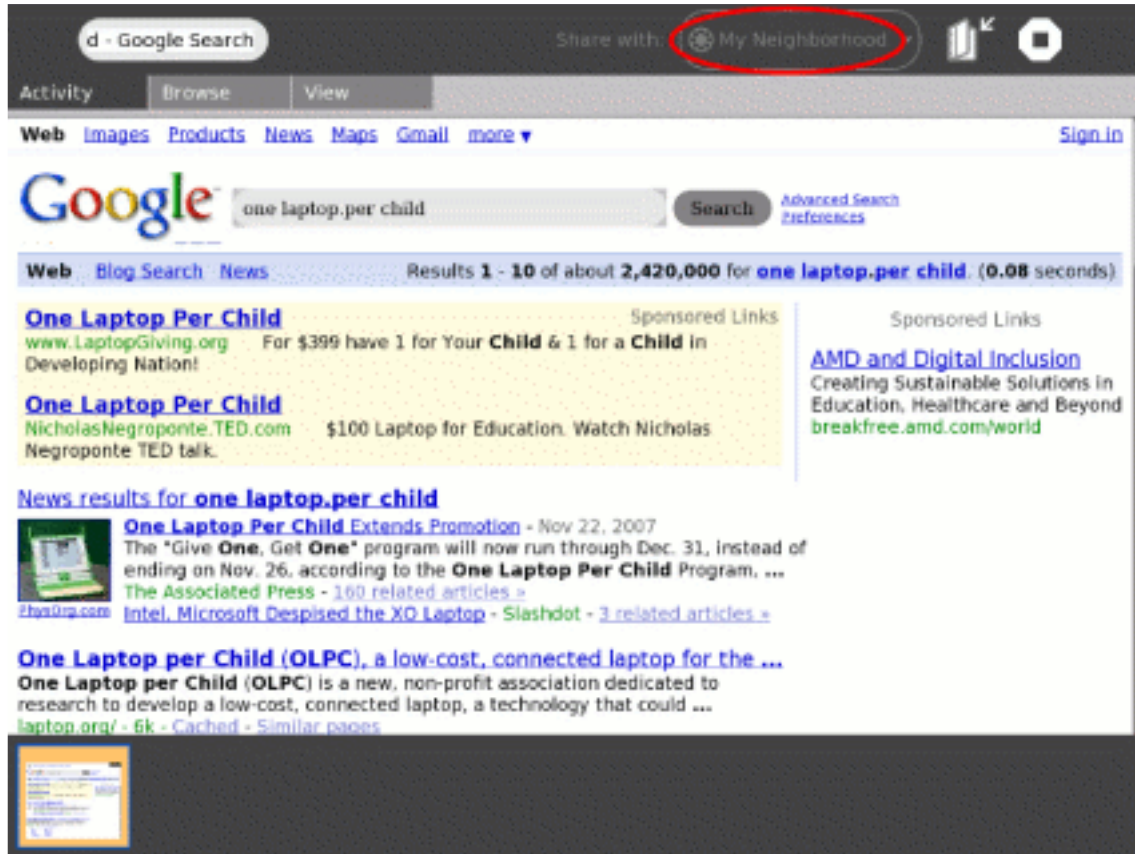 d - Google Search
Share with: My Neighborhood
Activity Browse View
Web Images Products News Maps Gmail more ▼ Sign in
Google one laptop.per child Search Advanced Search
Preferences
Web Blog Search News Results 1 - 10 of about 2,420,000 for one laptop.per child. (0.08 seconds)
One Laptop Per Child Sponsored Links
www.LaptopGiving.org For $399 have 1 for Your Child & 1 for a Child in
Developing Nation!
One Laptop Per Child
NicholasNegroponte.TED.com $100 Laptop for Education. Watch Nicholas
Negroponte TED talk.
Sponsored Links
AMD and Digital Inclusion
Creating Sustainable Solutions in
Education, Healthcare and Beyond
breakfree.amd.com/world
News results for one laptop.per child
One Laptop Per Child Extends Promotion - Nov 22, 2007
The "Give One, Get One" program will now run through Dec. 31, instead of
ending on Nov. 26, according to the One Laptop Per Child Program, ...
The Associated Press - 160 related articles »
PhysOrg.com
Intel, Microsoft Despised the XO Laptop - Slashdot - 3 related articles »
One Laptop per Child (OLPC), a low-cost, connected laptop for the ...
One Laptop per Child (OLPC) is a new, non-profit association dedicated to
research to develop a low-cost, connected laptop, a technology that could ...
laptop.org/ - 6k - Cached - Similar pages